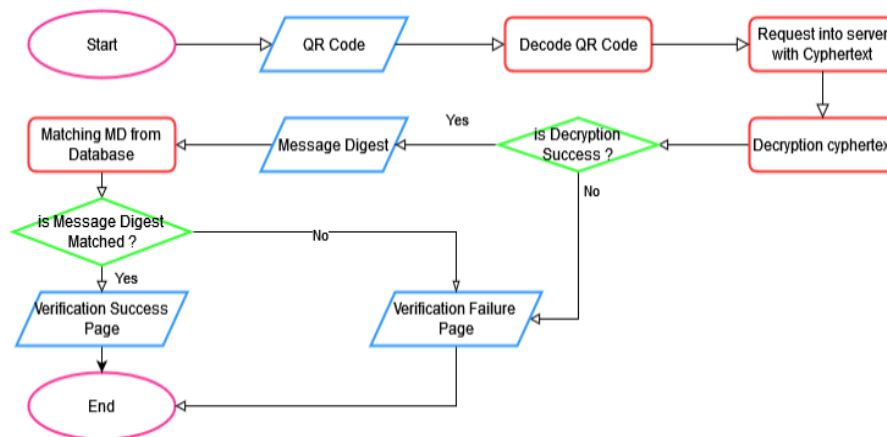 Start
QR Code
Decode QR Code
Request into server
with Cyphertext
Decryption cyphertext
is Decryption
Success ?
Yes
No
Message Digest
Matching MD from
Database
is Message Digest
Matched ?
No
Yes
Verification Success
Page
Verification Failure
Page
End